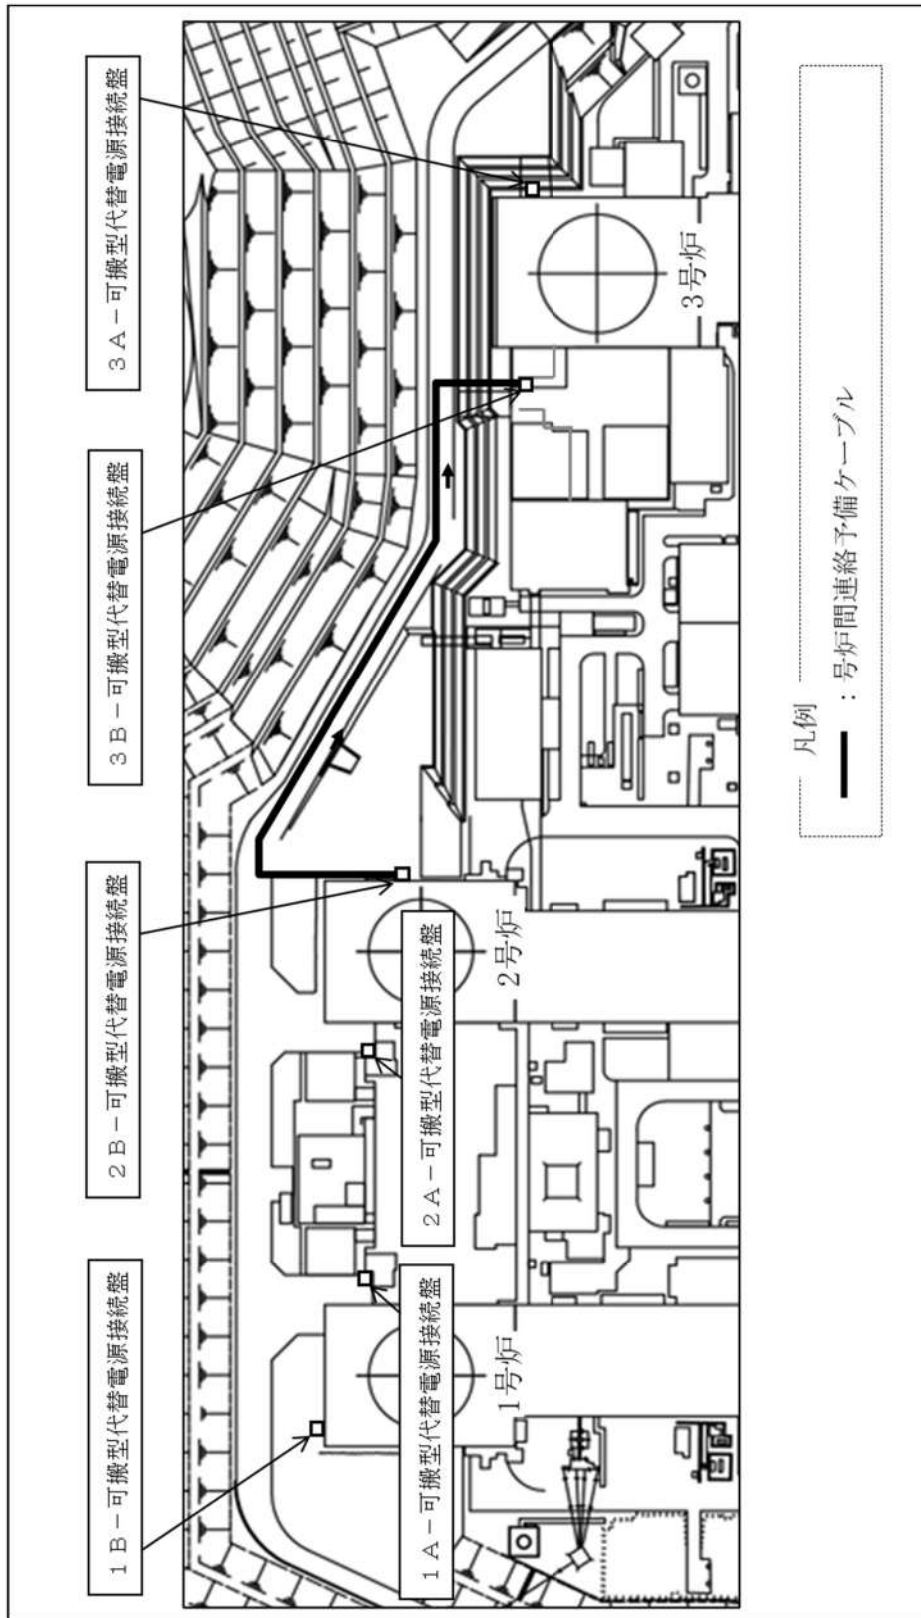 1B－可搬型代替電源接続盤
2B－可搬型代替電源接続盤
3B－可搬型代替電源接続盤
3A－可搬型代替電源接続盤
1A－可搬型代替電源接続盤
2A－可搬型代替電源接続盤
1号炉
2号炉
3号炉
凡例
：号炉間連絡予備ケーブル